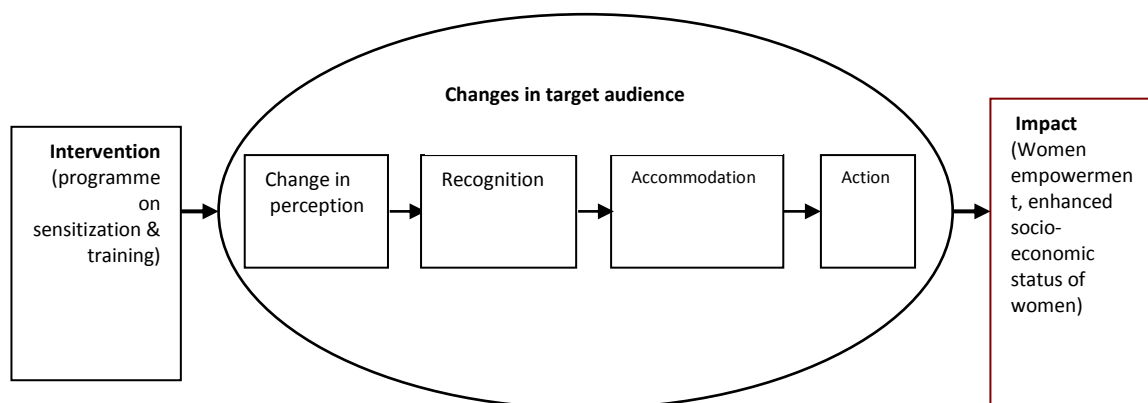 Changes in target audience
Intervention
(programme
on
sensitization &
training)
Change in
perception
Recognition
Accommodation
Action
Impact
(Women
empowermen
t, enhanced
socio-
economic
status of
women)